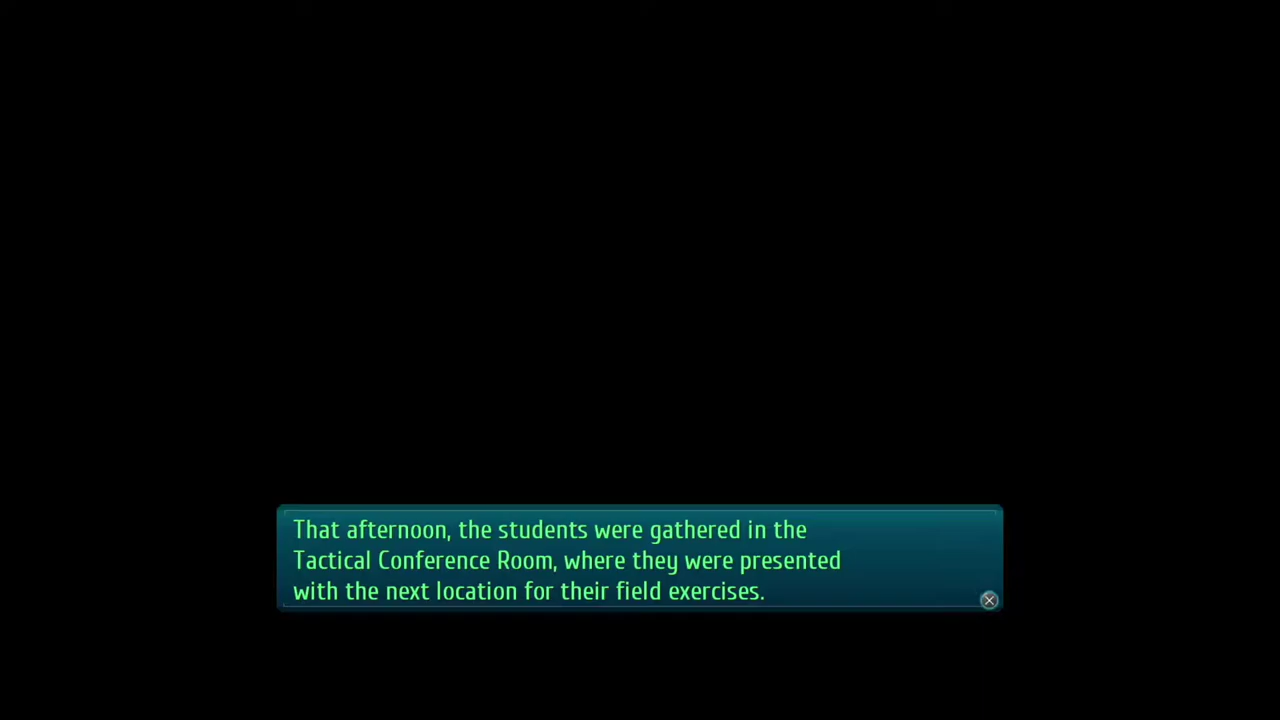 That afternoon, the students were gathered in the
Tactical Conference Room, where they were presented
with the next location for their field exercises.